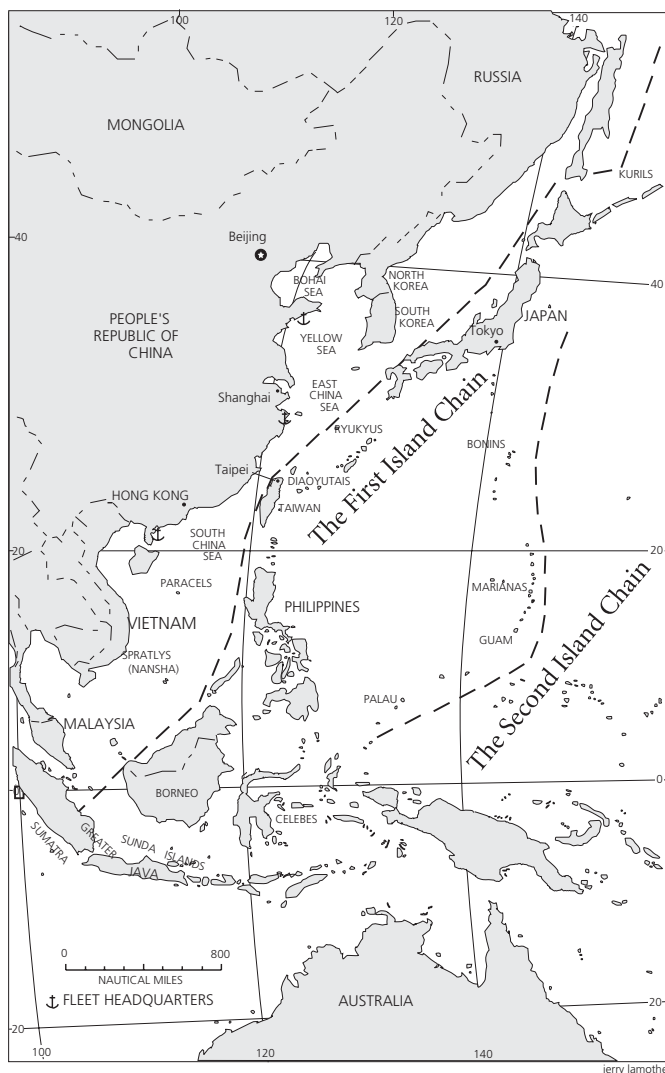 100
120
140
RUSSIA
MONGOLIA
KURILS
40
Beijing
BOHAI
SEA
NORTH
KOREA
40
SOUTH
KOREA
JAPAN
PEOPLE'S
REPUBLIC OF
CHINA
YELLOW
SEA
Tokyo
Shanghai
EAST
CHINA
SEA
RYUKYUS
The First Island Chain
BONINS
Taipei
DIAOYUTAIS
HONG KONG
TAIWAN
SOUTH
CHINA
SEA
20
20
PARACELS
MARIANAS
PHILIPPINES
VIETNAM
GUAM
SPRATLYS
(NANSHA)
The Second Island Chain
PALAU
MALAYSIA
0
BORNEO
CELEBES
SUMATRA
GREATER
SUNDA ISLANDS
JAVA
0
800
NAUTICAL MILES
FLEET HEADQUARTERS
AUSTRALIA
20
20
100
120
140
jerry lamothe